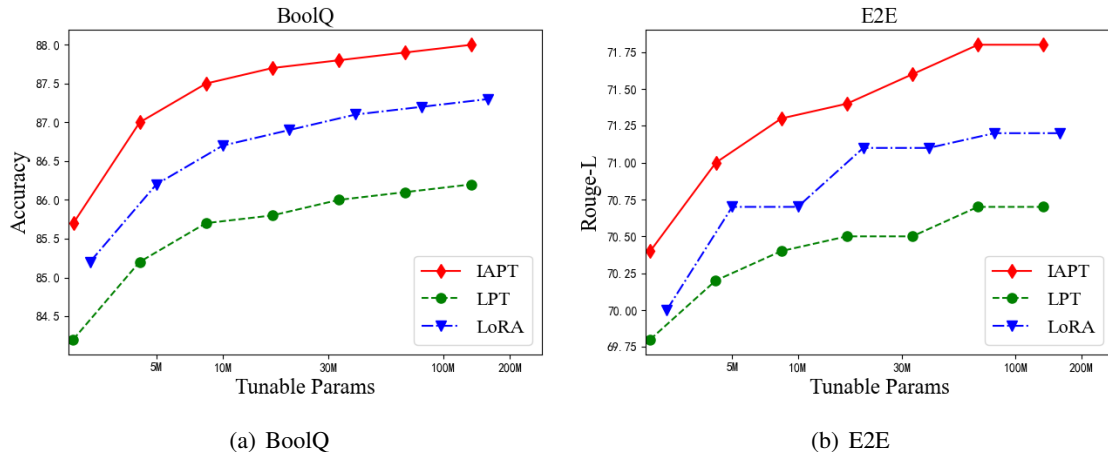 BoolQ
Accuracy
88.0
87.5
87.0
86.5
86.0
85.5
85.0
84.5
IAPT
LPT
LoRA
5M 10M 30M 100M 200M
Tunable Params
(a) BoolQ
E2E
Rouge-L
71.75
71.50
71.25
71.00
70.75
70.50
70.25
70.00
69.75
IAPT
LPT
LoRA
5M 10M 30M 100M 200M
Tunable Params
(b) E2E